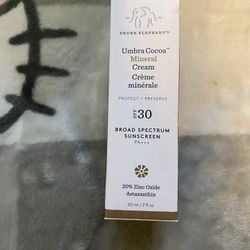 DRUNK ELEPHANT™
Umbra Cocoa™
Mineral
Cream
Crème
minérale
PROTECT + PRESERVE
SPF 30
BROAD SPECTRUM
SUNSCREEN
PA+++
20% Zinc Oxide
Astaxanthin
60 ml / 2 fl oz